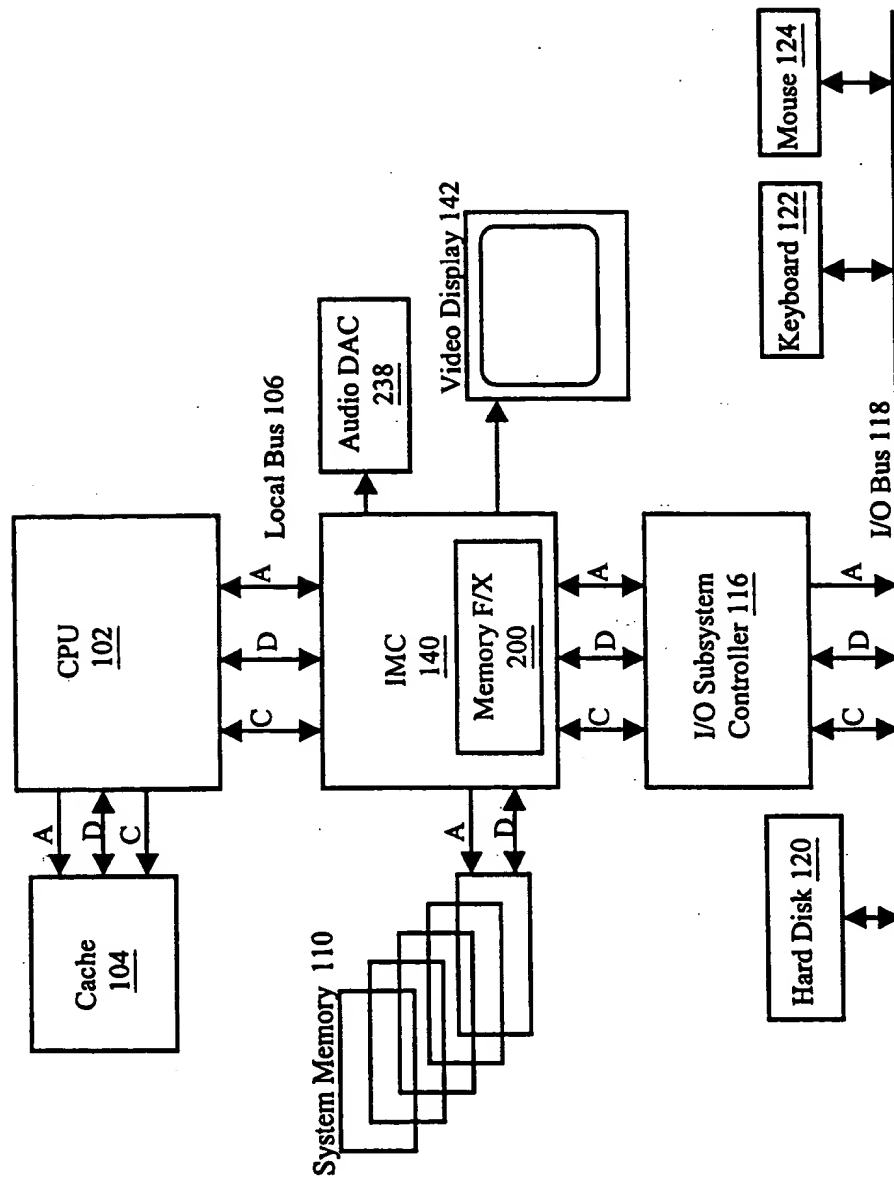 Cache
104
A
D
C
CPU
102
C
D
A
Local Bus 106
System Memory 110
A
D
IMC
140
Memory F/X
200
Audio DAC
238
Video Display 142
C
D
A
I/O Subsystem
Controller 116
C
D
A
I/O Bus 118
Hard Disk 120
Keyboard 122
Mouse 124